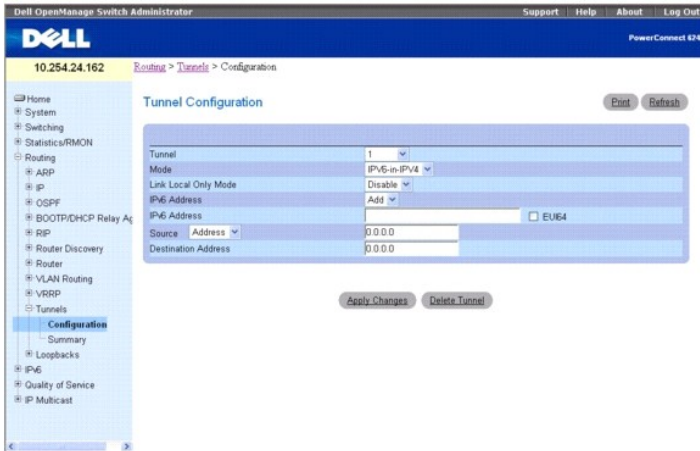 Dell OpenManage Switch Administrator
Support Help About Log Out
DELL
PowerConnect 624
10.254.24.162
Routing > Tunnels > Configuration
Home
System
Switching
Statistics/RMON
Routing
ARP
IP
OSPF
BOOTP/DHCP Relay Ag
RIP
Router Discovery
Router
VLAN Routing
VRRP
Tunnels
Configuration
Summary
Loopbacks
IPv6
Quality of Service
IP Multicast
Tunnel Configuration
Print Refresh
Tunnel 1
Mode IPV6-in-IPV4
Link Local Only Mode Disable
IPv6 Address Add
IPv6 Address EUI64
Source Address 0.0.0.0
Destination Address 0.0.0.0
Apply Changes Delete Tunnel